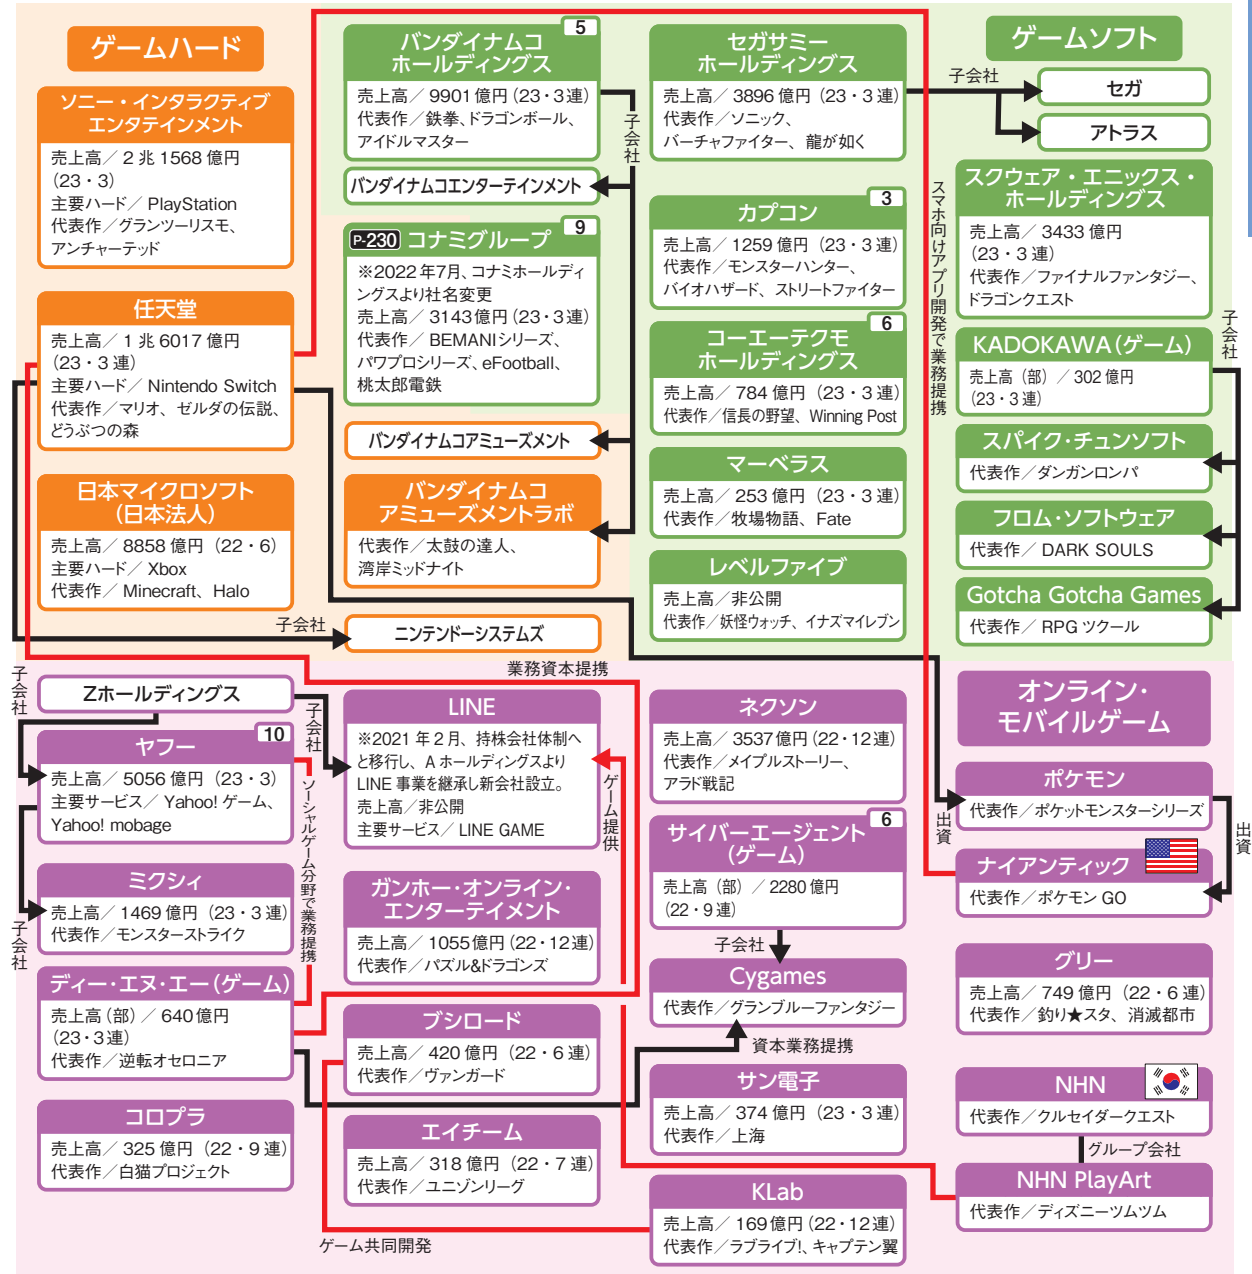 ゲームハード
ソニー・インタラクティブ
エンタテインメント
売上高／2兆1568億円
(23・3)
主要ハード／PlayStation
代表作／グランツーリスモ、
アンチャーテッド
任天堂
売上高／1兆6017億円
(23・3連)
主要ハード／Nintendo Switch
代表作／マリオ、ゼルダの伝説、
どうぶつの森
日本マイクロソフト
(日本法人)
売上高／8858億円（22・6）
主要ハード／Xbox
代表作／Minecraft、Halo
子会社
5
バンダイナムコ
ホールディングス
売上高／9901億円(23・3連)
代表作／鉄拳、ドラゴンボール、
アイドルマスター
子会社
バンダイナムコエンターテインメント
9
P-230 コナミグループ
※2022年7月、コナミホールディ
ングスより社名変更
売上高／3143億円(23・3連)
代表作／BEMANIシリーズ、
パワプロシリーズ、eFootball、
桃太郎電鉄
バンダイナムコアミューズメント
バンダイナムコ
アミューズメントラボ
代表作／太鼓の達人、
湾岸ミッドナイト
ニンテンドーシステムズ
セガサミー
ホールディングス
売上高／3896億円（23・3連）
代表作／ソニック、
バーチャファイター、龍が如く
3
カプコン
売上高／1259億円（23・3連）
代表作／モンスターハンター、
バイオハザード、ストリートファイター
6
コーエーテクモ
ホールディングス
売上高／784億円（23・3連）
代表作／信長の野望、Winning Post
マーベラス
売上高／253億円（23・3連）
代表作／牧場物語、Fate
レベルファイブ
売上高／非公開
代表作／妖怪ウォッチ、イナズマイレブン
スマホ向けアプリ開発で業務提携
ゲームソフト
子会社
セガ
アトラス
スクウェア・エニックス・
ホールディングス
売上高／3433億円
(23・3連)
代表作／ファイナルファンタジー、
ドラゴンクエスト
子会社
KADOKAWA(ゲーム)
売上高（部）／302億円
(23・3連)
スパイク・チュンソフト
代表作／ダンガンロンパ
フロム・ソフトウェア
代表作／DARK SOULS
Gotcha Gotcha Games
代表作／RPGツクール
業務資本提携
子会社
Zホールディングス
子会社
10
ヤフー
売上高／5056億円（23・3）
主要サービス／Yahoo!ゲーム、
Yahoo! mobage
子会社
ソーシャルゲーム分野で業務提携
ミクシィ
売上高／1469億円（23・3連）
代表作／モンスターストライク
ディー・エヌ・エー(ゲーム)
売上高(部)／640億円
(23・3連)
代表作／逆転オセロニア
コロプラ
売上高／325億円（22・9連）
代表作／白猫プロジェクト
LINE
※2021年2月、持株会社体制へ
と移行し、Aホールディングスより
LINE事業を継承し新会社設立。
売上高／非公開
主要サービス／LINE GAME
ゲーム提供
ガンホー・オンライン・
エンターテイメント
売上高／1055億円(22・12連)
代表作／パズル&ドラゴンズ
ブシロード
売上高／420億円（22・6連）
代表作／ヴァンガード
エイチーム
売上高／318億円（22・7連）
代表作／ユニゾンリーグ
ゲーム共同開発
ネクソン
売上高／3537億円(22・12連)
代表作／メイプルストーリー、
アラド戦記
6
サイバーエージェント
(ゲーム)
売上高（部）／2280億円
(22・9連)
子会社
Cygames
代表作／グランブルーファンタジー
資本業務提携
サン電子
売上高／374億円（23・3連）
代表作／上海
KLab
売上高／169億円(22・12連)
代表作／ラブライブ!、キャプテン翼
オンライン・
モバイルゲーム
出資
ポケモン
代表作／ポケットモンスターシリーズ
出資
ナイアンティック
代表作／ポケモンGO
グリー
売上高／749億円（22・6連）
代表作／釣り★スタ、消滅都市
NHN
代表作／クルセイダークエスト
グループ会社
NHN PlayArt
代表作／ディズニーツムツム